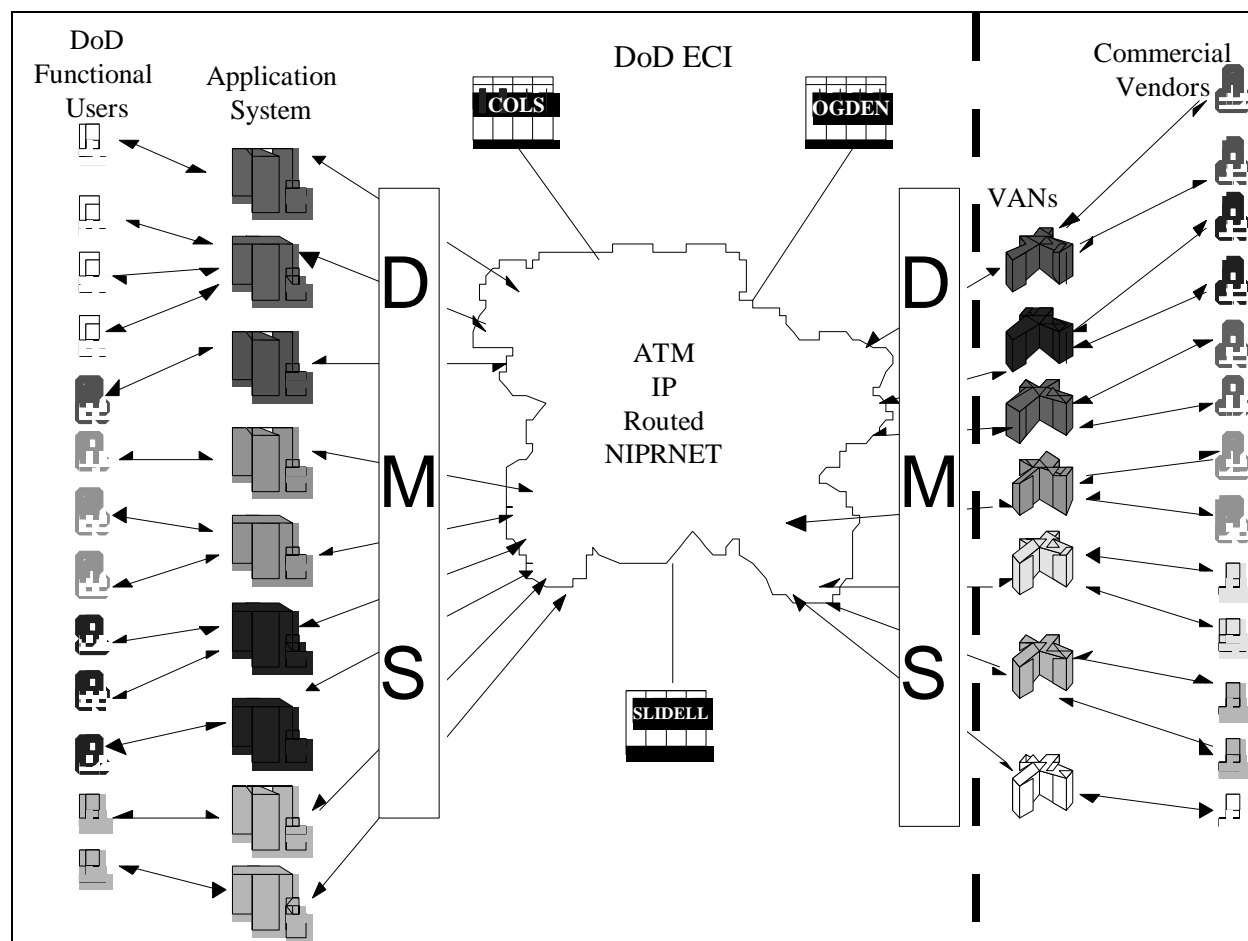 DoD
Functional
Users
Application
System
DoD ECI
Commercial
Vendors
COLS
OGDEN
VANs
D
M
S
ATM
IP
Routed
NIPRNET
D
M
S
SLIDELL